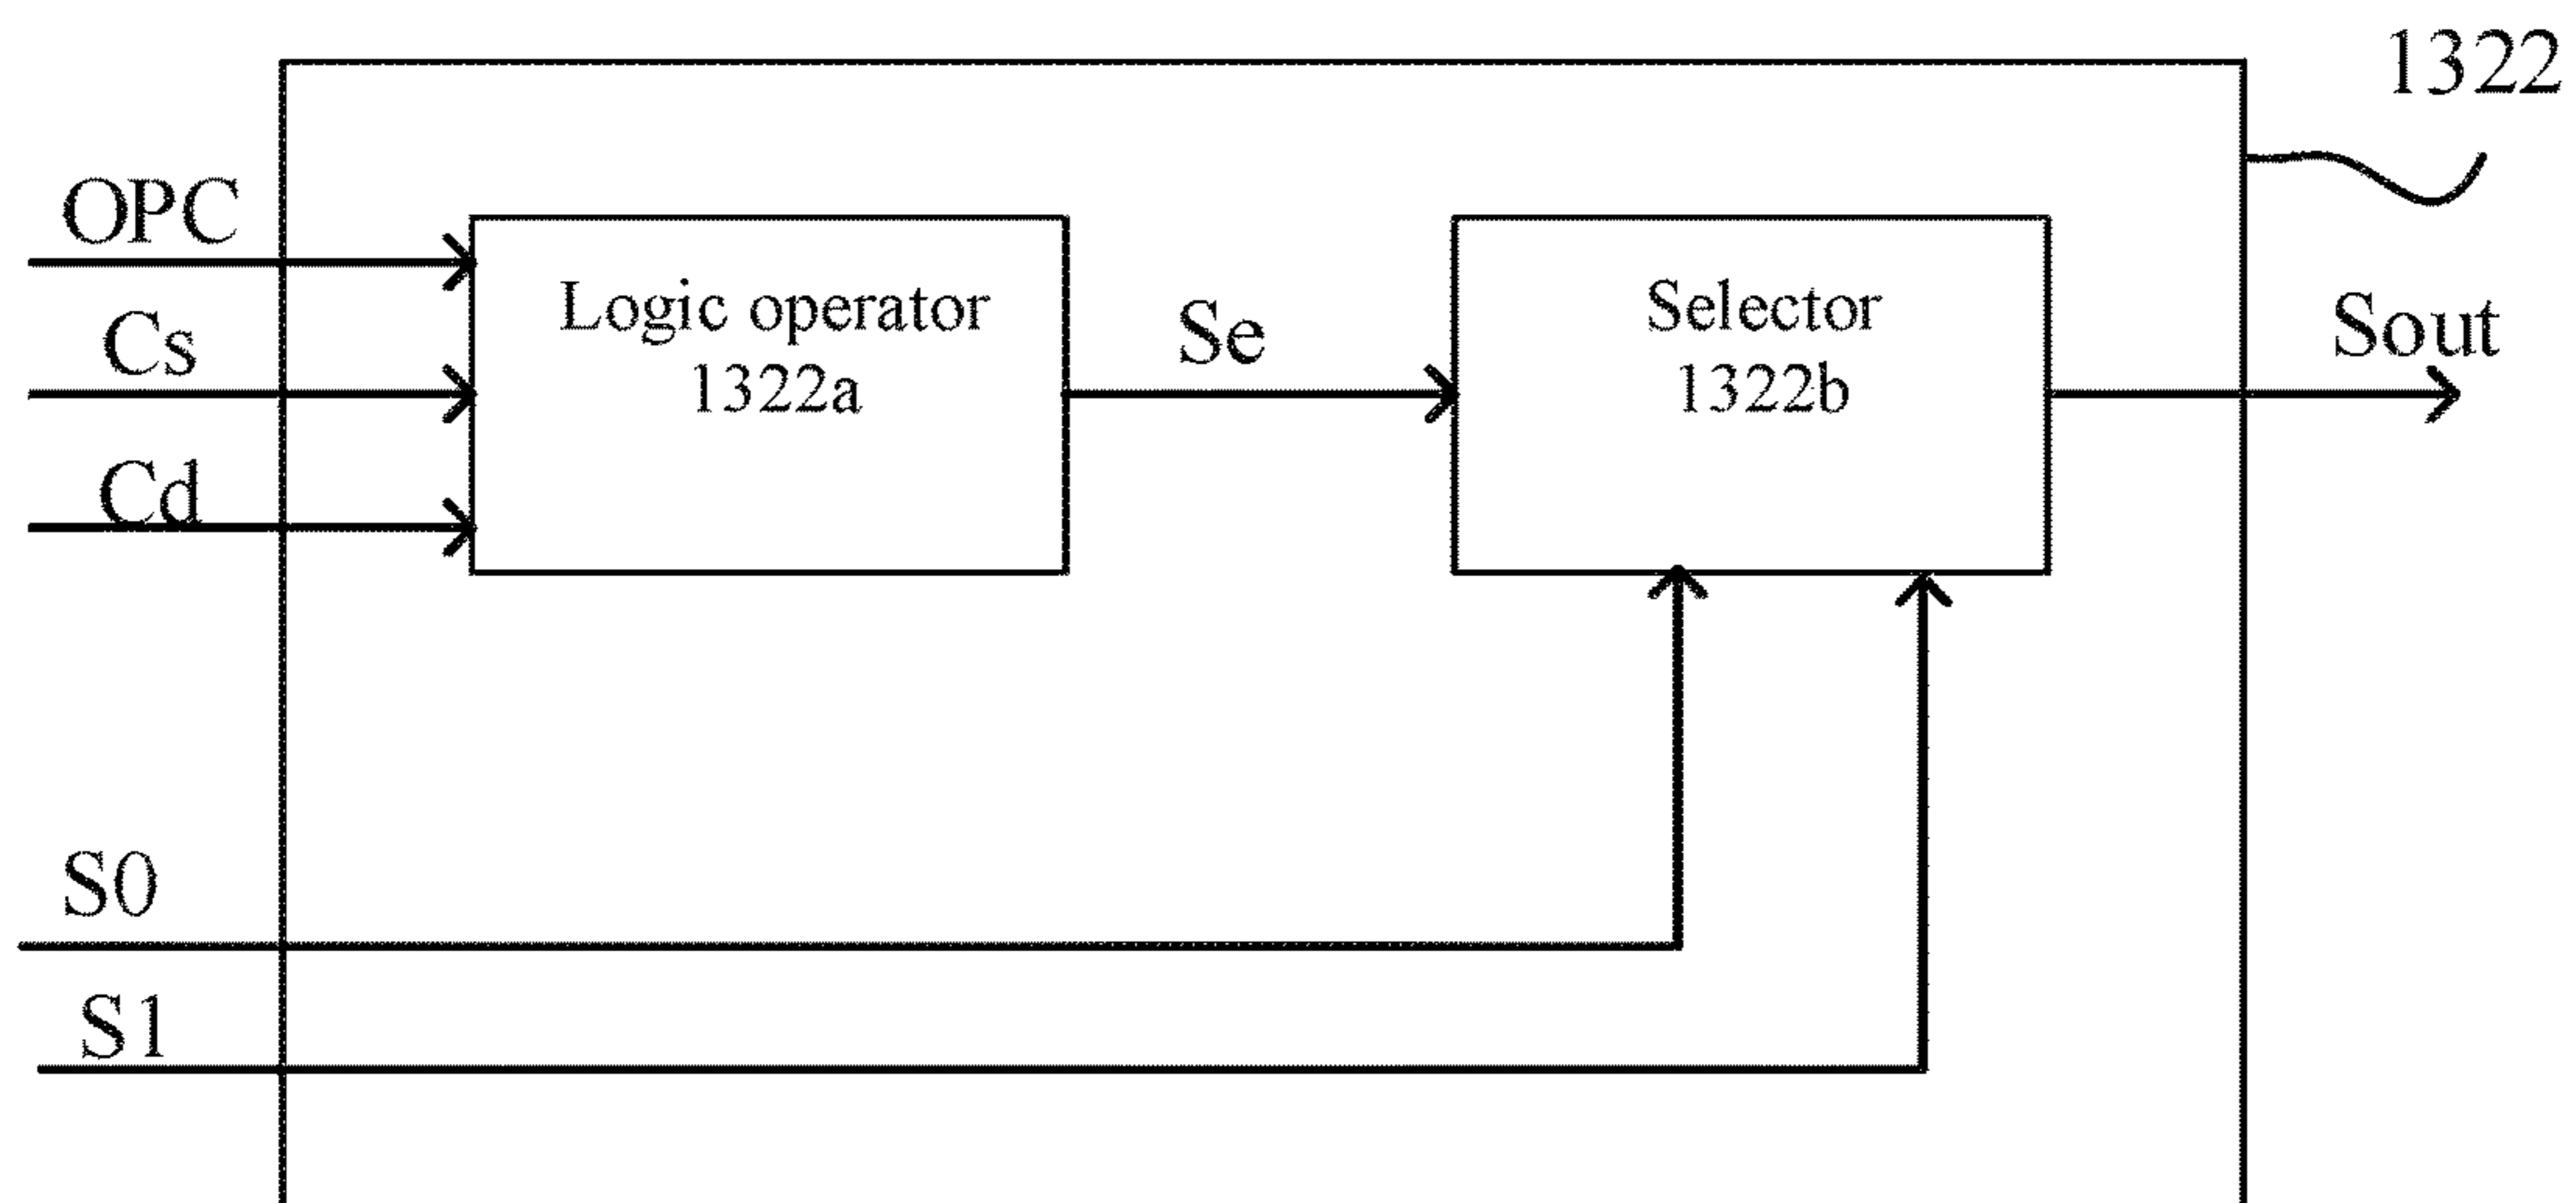 1322
OPC
Logic operator
1322a
Selector
1322b
Cs
Se
Sout
Cd
S0
S1